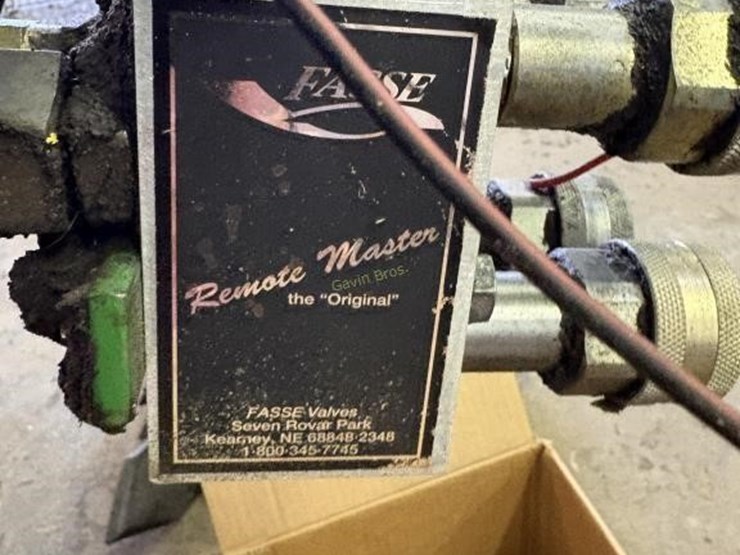 FASSE
Remote Master
Gavin Bros.
the "Original"
FASSE Valves
Seven Rovar Park
Kearney, NE 68848-2348
1-800-345-7745